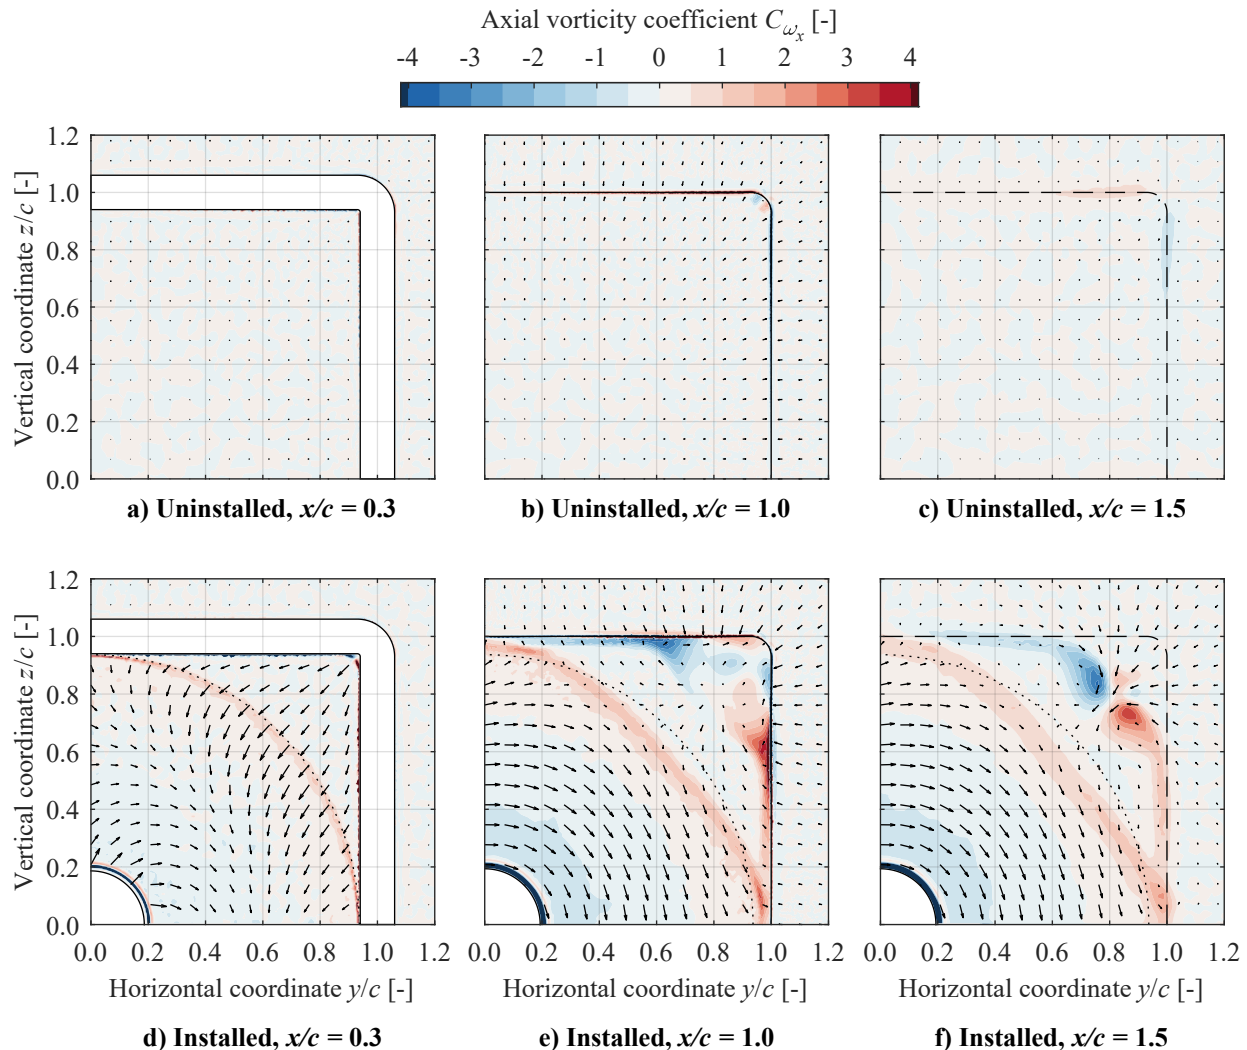 Axial vorticity coefficient C_{ω_x} [-]
-4 -3 -2 -1 0 1 2 3 4
Vertical coordinate z/c [-]
1.2
1.0
0.8
0.6
0.4
0.2
0.0
a) Uninstalled, x/c = 0.3
b) Uninstalled, x/c = 1.0
c) Uninstalled, x/c = 1.5
Vertical coordinate z/c [-]
1.2
1.0
0.8
0.6
0.4
0.2
0.0
0.0 0.2 0.4 0.6 0.8 1.0 1.2
0.0 0.2 0.4 0.6 0.8 1.0 1.2
0.0 0.2 0.4 0.6 0.8 1.0 1.2
Horizontal coordinate y/c [-]
Horizontal coordinate y/c [-]
Horizontal coordinate y/c [-]
d) Installed, x/c = 0.3
e) Installed, x/c = 1.0
f) Installed, x/c = 1.5